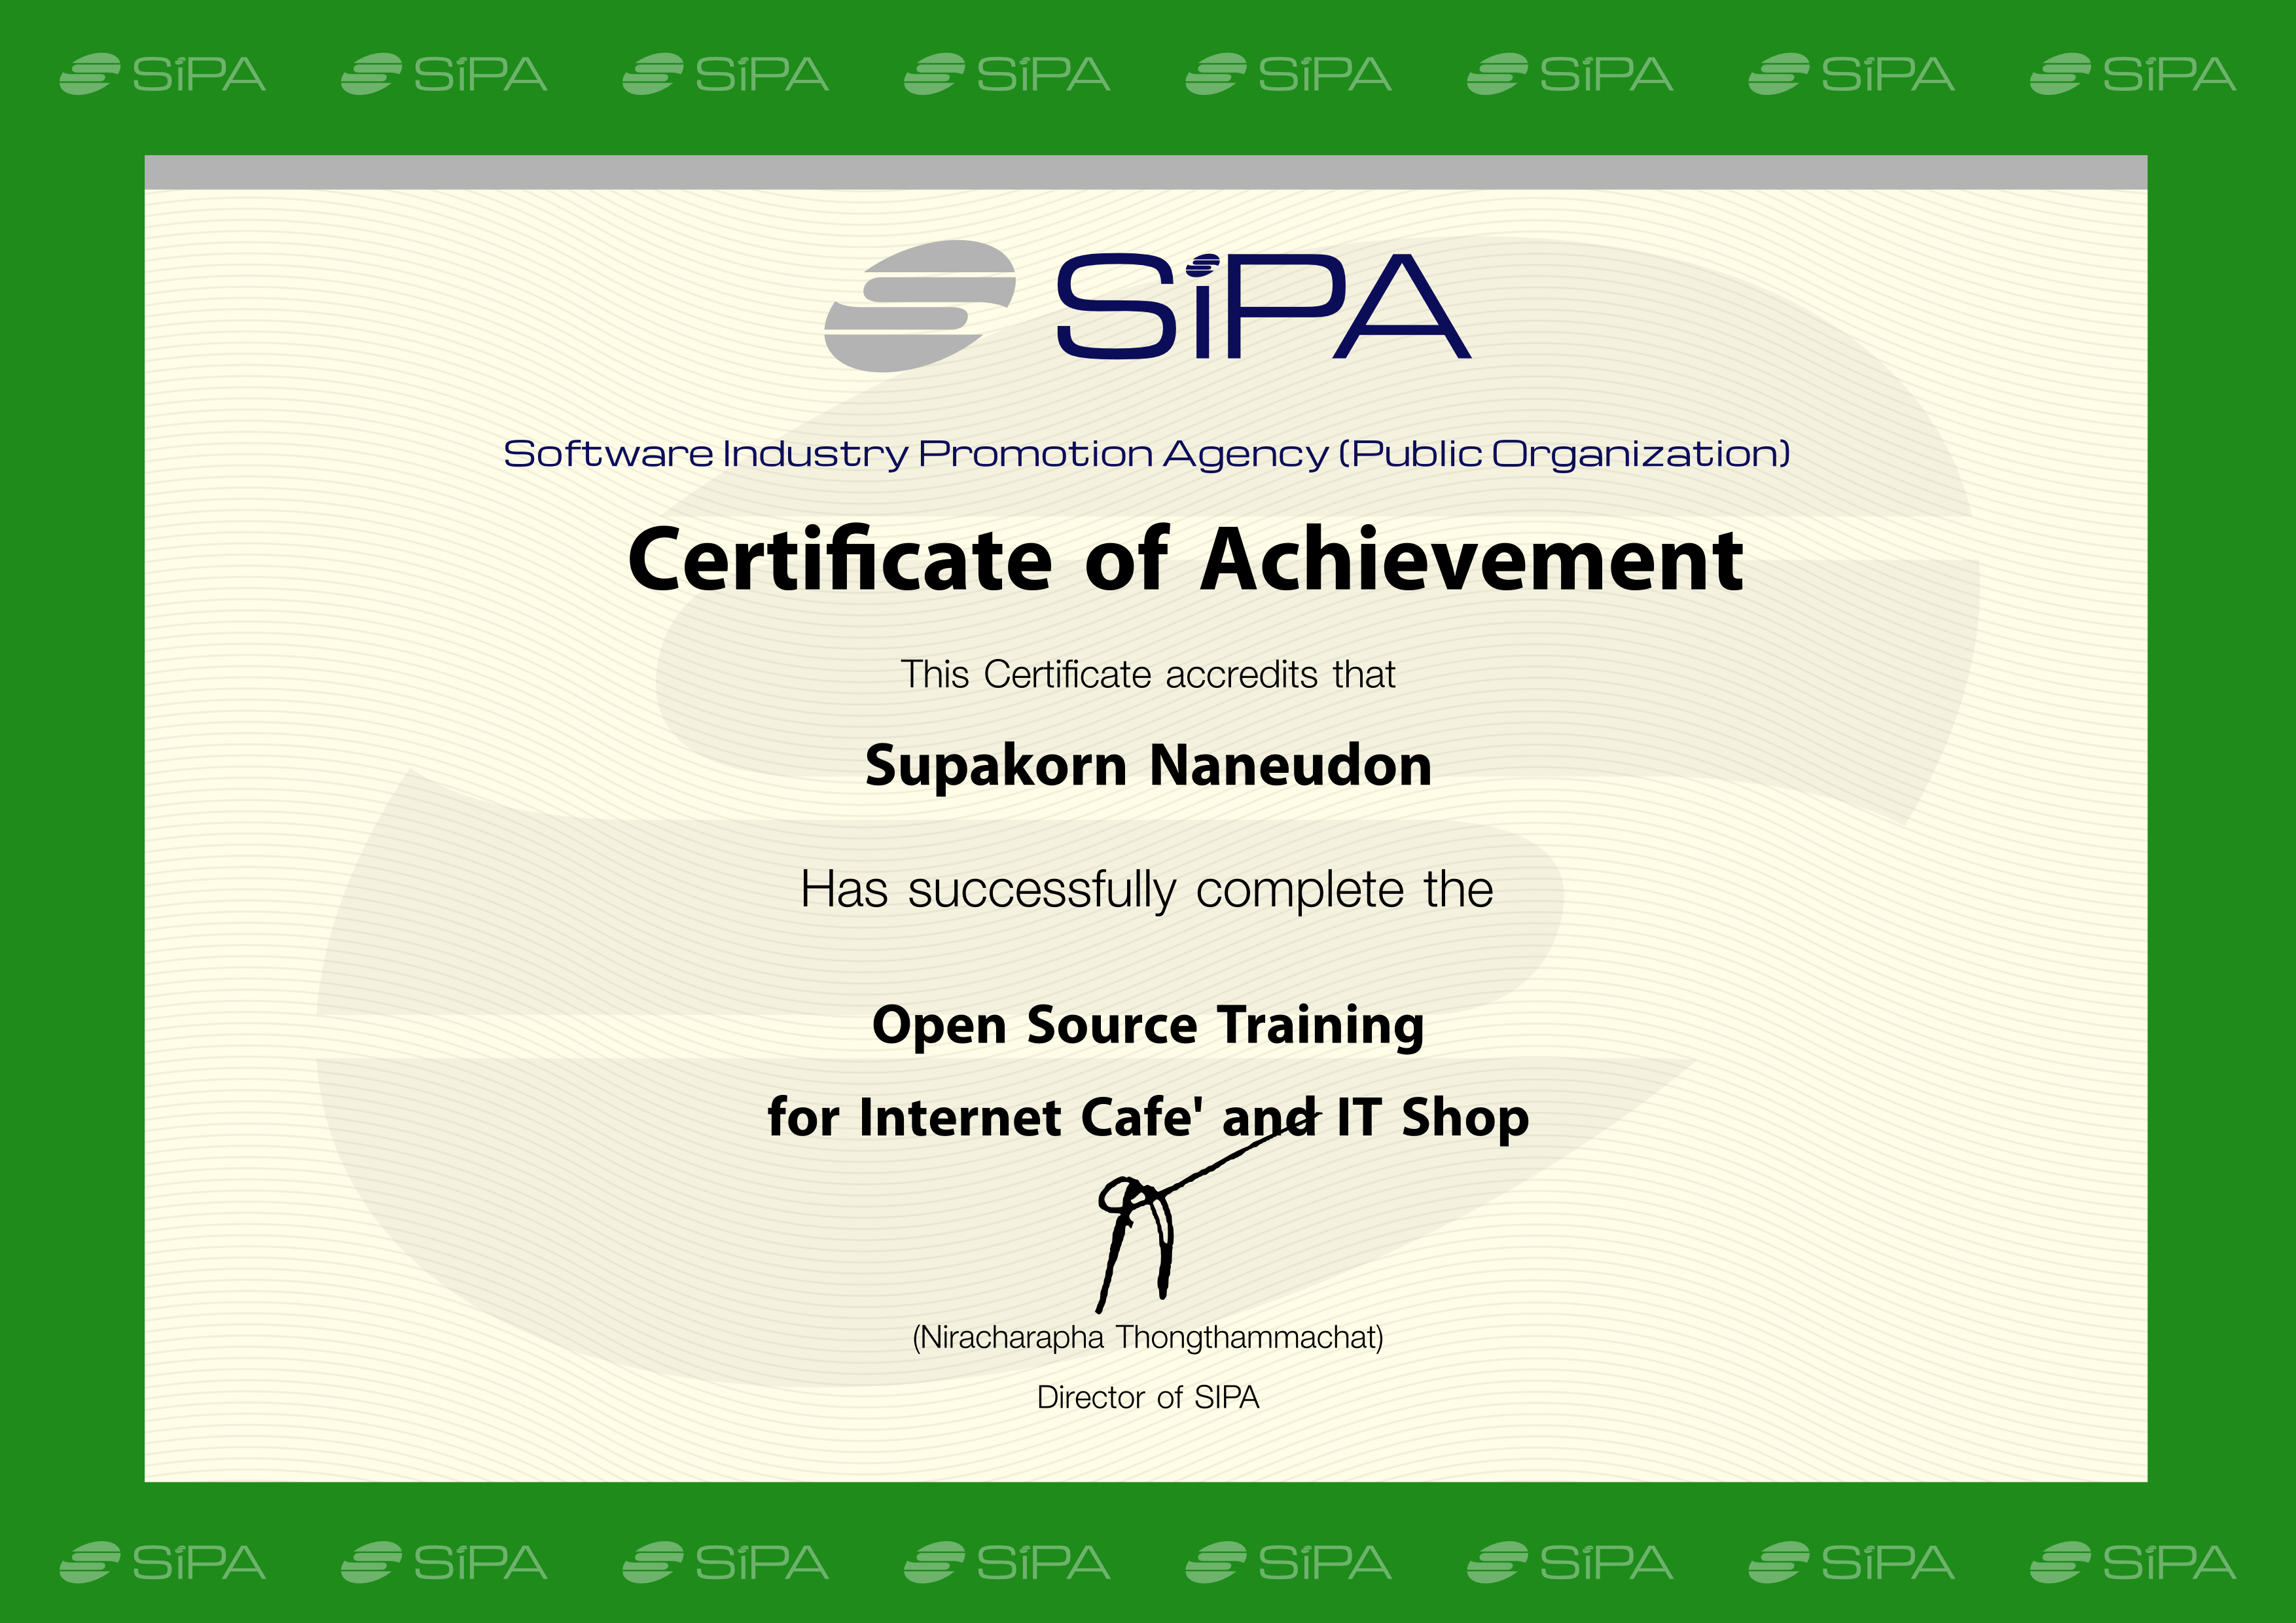 SiPA SiPA SiPA SiPA SiPA SiPA SiPA SiPA
SiPA
Software Industry Promotion Agency (Public Organization)
Certificate of Achievement
This Certificate accredits that
Supakorn Naneudon
Has successfully complete the
Open Source Training
for Internet Cafe' and IT Shop
(Niracharapha Thongthammachat)
Director of SIPA
SiPA SiPA SiPA SiPA SiPA SiPA SiPA SiPA